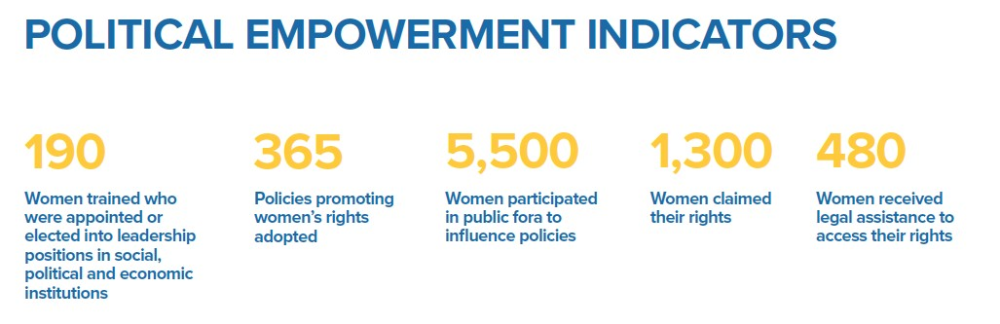 POLITICAL EMPOWERMENT INDICATORS
190
Women trained who
were appointed or
elected into leadership
positions in social,
political and economic
institutions
365
Policies promoting
women’s rights
adopted
5,500
Women participated
in public fora to
influence policies
1,300
Women claimed
their rights
480
Women received
legal assistance to
access their rights